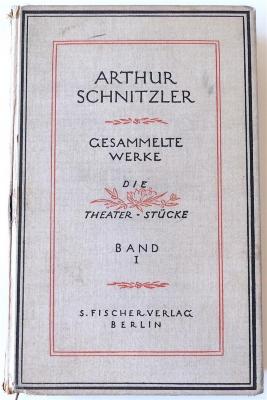 ARTHUR
SCHNITZLER
GESAMMELTE
WERKE
DIE
THEATER-STÜCKE
BAND
I
S. FISCHER VERLAG
BERLIN